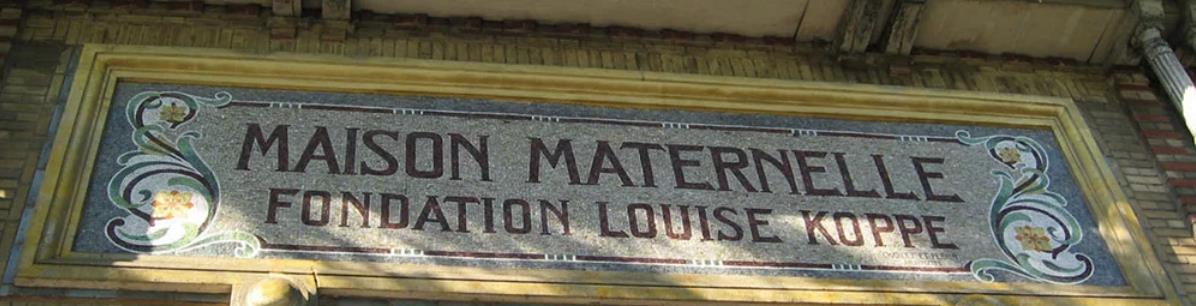 MAISON MATERNELLE
FONDATION LOUISE KOPPE